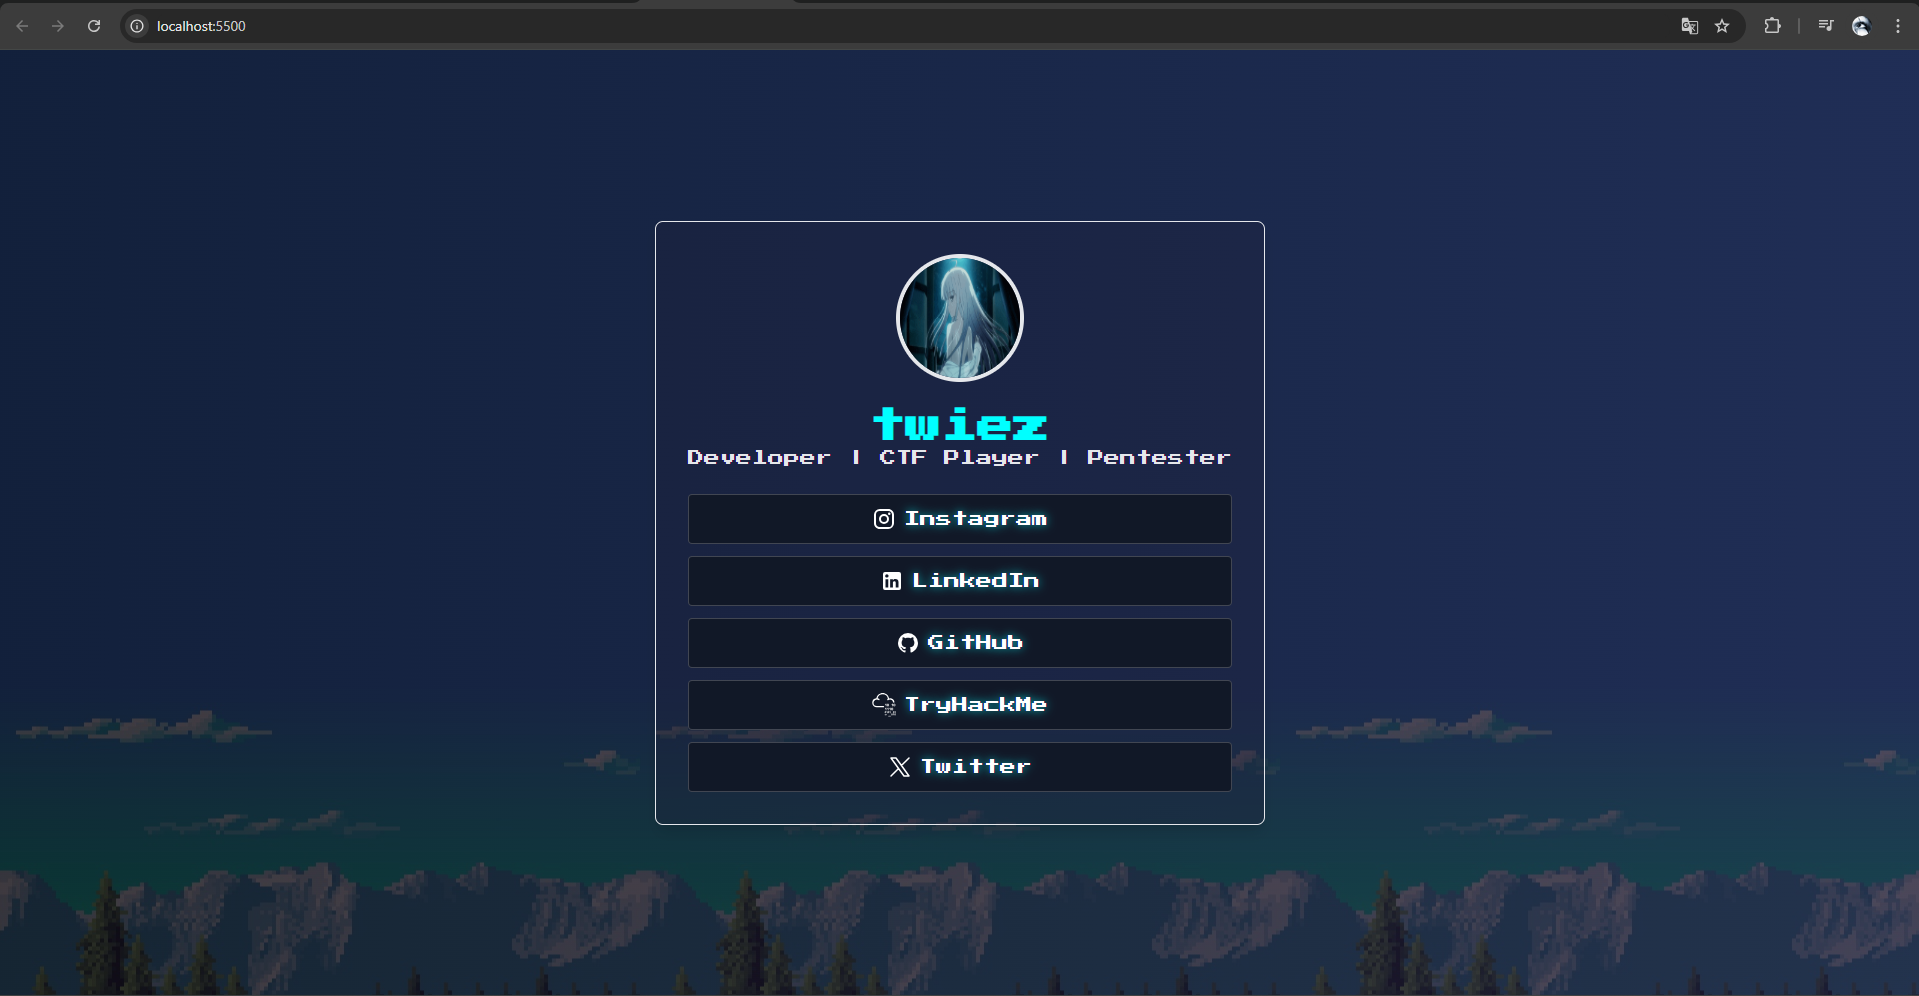 localhost:5500
twiez
Developer | CTF Player | Pentester
Instagram
LinkedIn
GitHub
TryHackMe
Twitter